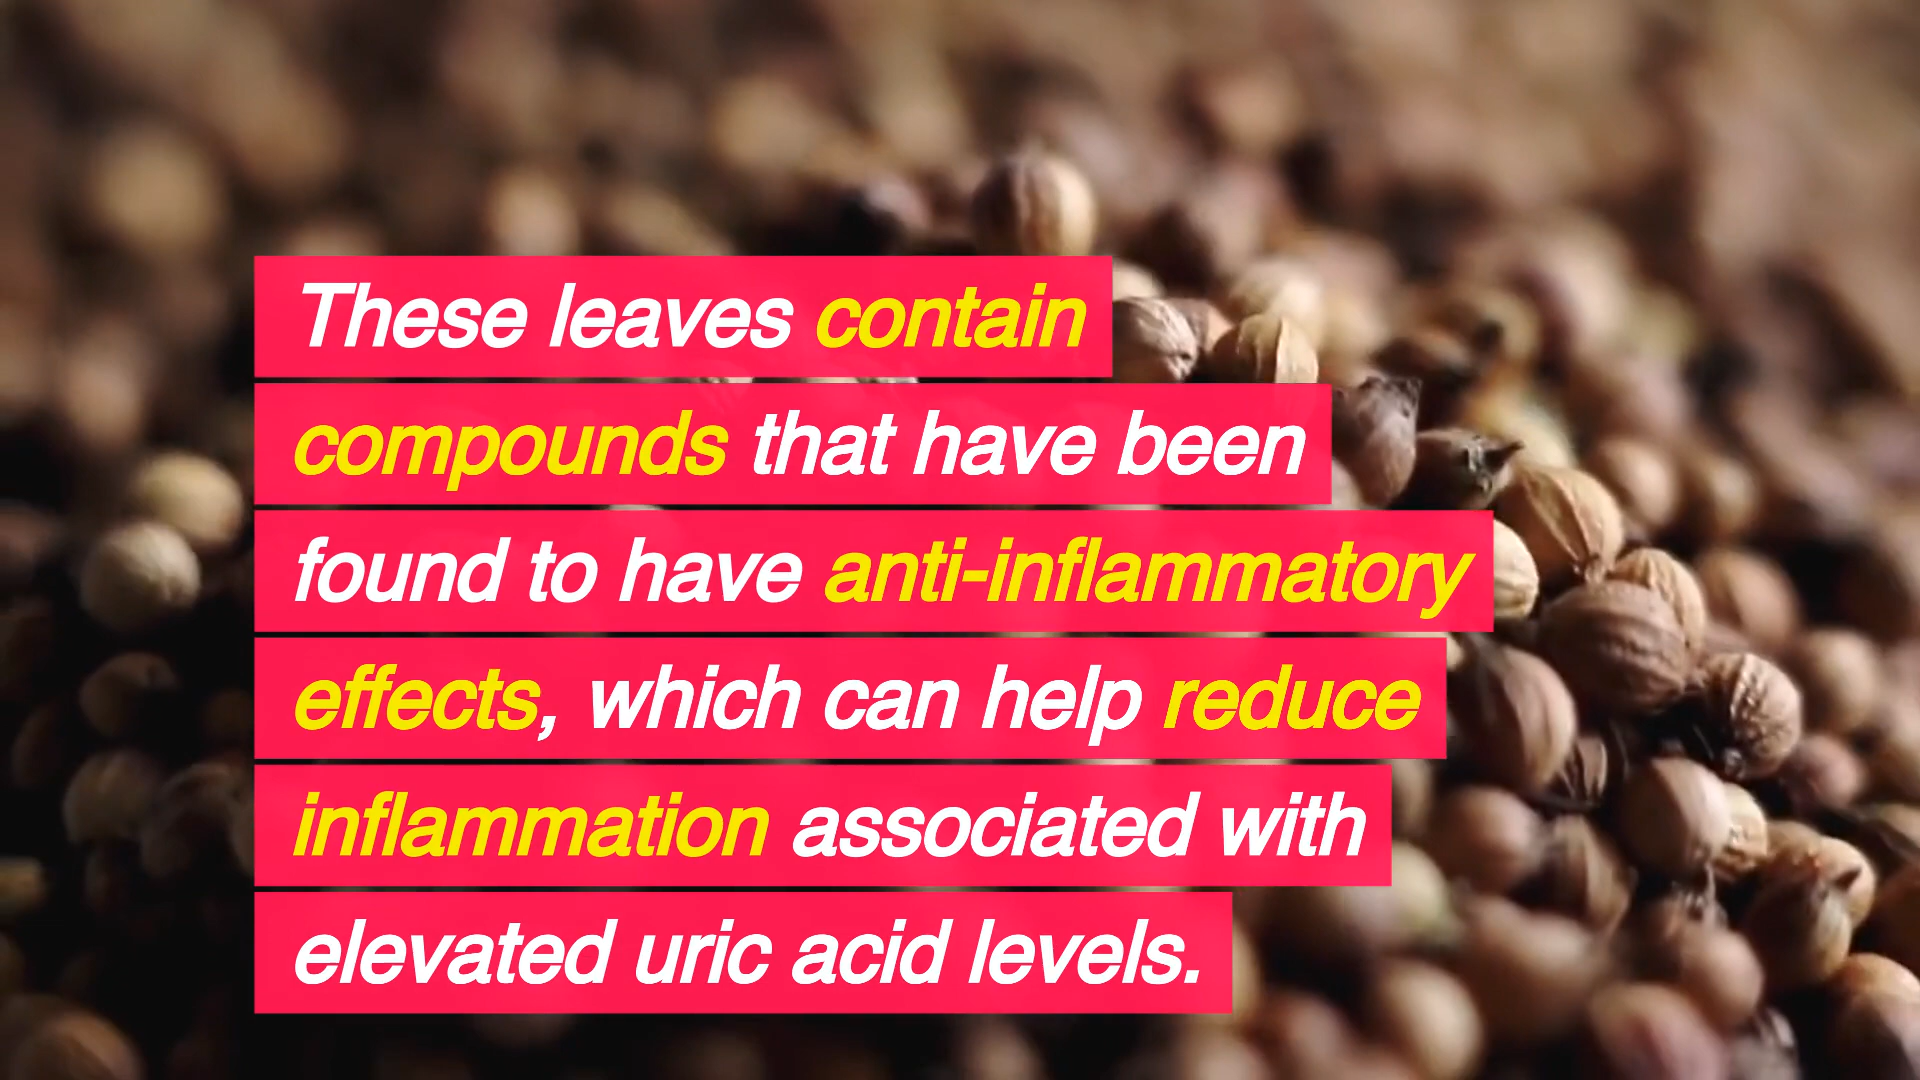 These leaves contain
compounds that have been
found to have anti-inflammatory
effects, which can help reduce
inflammation associated with
elevated uric acid levels.